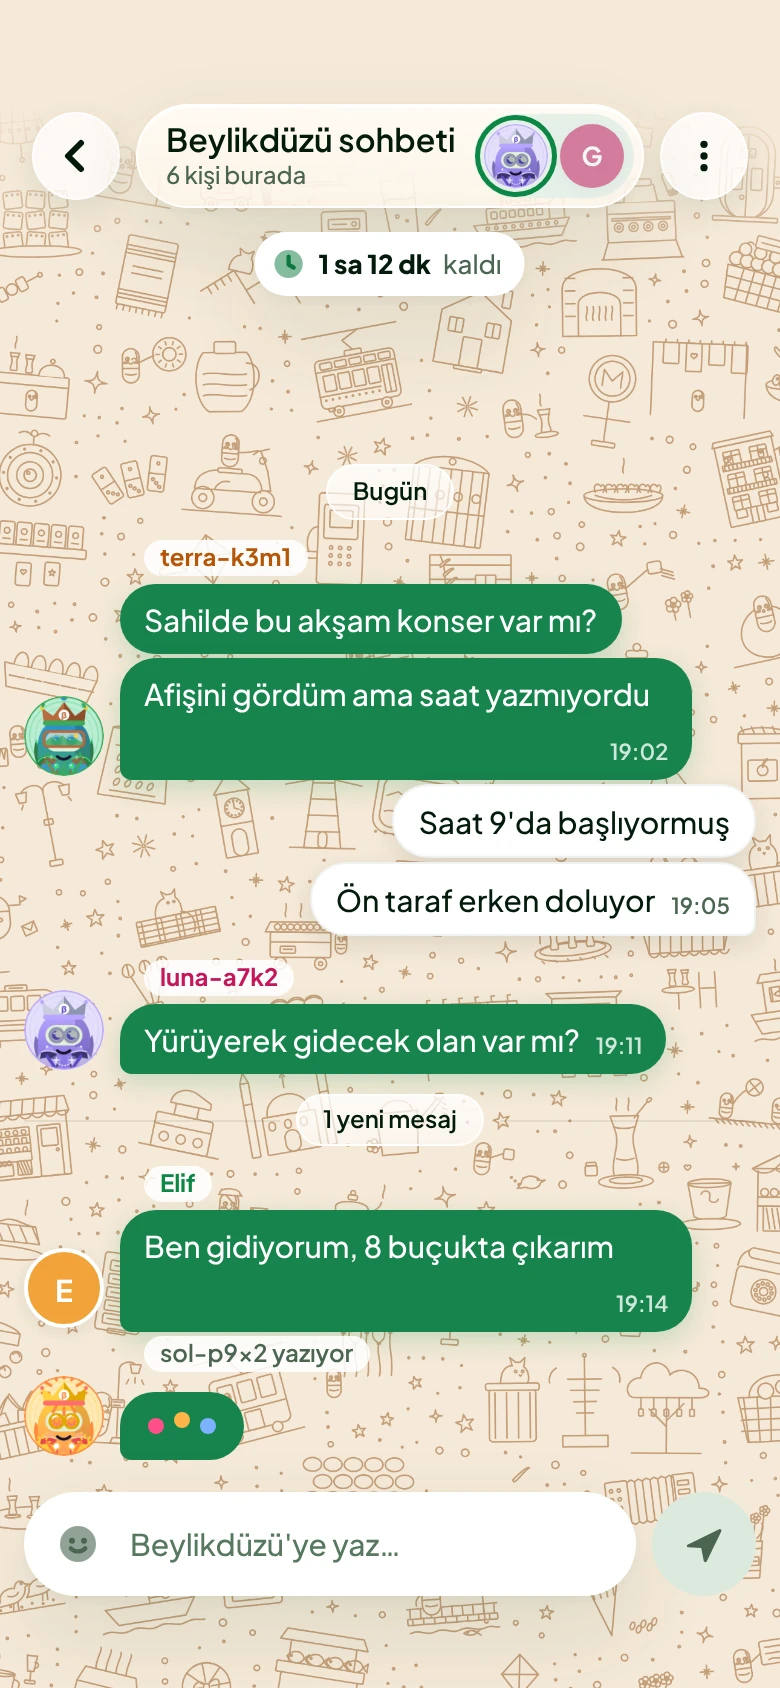 Beylikdüzü sohbeti
6 kişi burada
G
1 sa 12 dk kaldı
Bugün
terra-k3m1
Sahilde bu akşam konser var mı?
Afişini gördüm ama saat yazmıyordu
19:02
Saat 9'da başlıyormuş
Ön taraf erken doluyor 19:05
luna-a7k2
Yürüyerek gidecek olan var mı? 19:11
1 yeni mesaj
Elif
Ben gidiyorum, 8 buçukta çıkarım
19:14
E
sol-p9x2 yazıyor
Beylikdüzü'ye yaz...